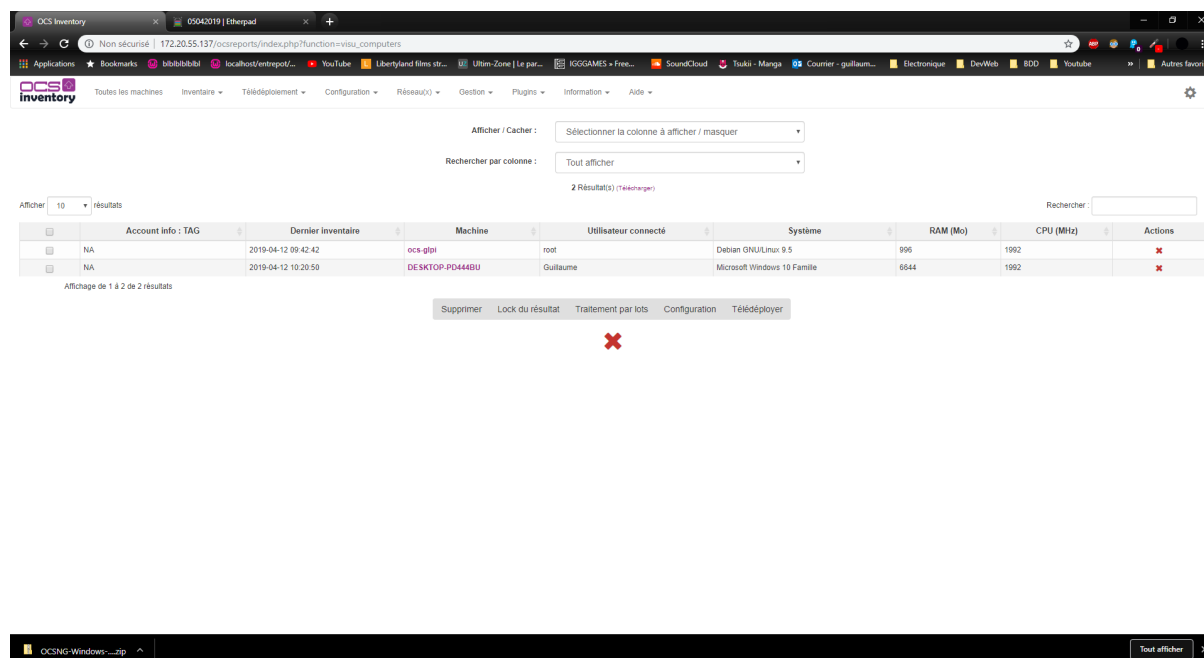 OCS Inventory
05042019 | Etherpad
Non sécurisé | 172.20.55.137/ocsreports/index.php?function=visu_computers
Applications Bookmarks blblblblblbl localhost/entrepot/... YouTube Libertyland films str... Ultim-Zone | Le par... IGGGAMES » Free... SoundCloud Tsukii - Manga Courrier - guillaum... Electronique DevWeb BDD Youtube » Autres favori
OCS inventory
Toutes les machines Inventaire Télédéploiement Configuration Réseau(x) Gestion Plugins Information Aide
Afficher / Cacher : Sélectionner la colonne à afficher / masquer
Rechercher par colonne : Tout afficher
2 Résultat(s) (Télécharger)
Afficher 10 résultats Rechercher :
Account info : TAG Dernier inventaire Machine Utilisateur connecté Système RAM (Mo) CPU (MHz) Actions
NA 2019-04-12 09:42:42 ocs-glpi root Debian GNU/Linux 9.5 996 1992
NA 2019-04-12 10:20:50 DESKTOP-PD444BU Guillaume Microsoft Windows 10 Famille 6644 1992
Affichage de 1 à 2 de 2 résultats
Supprimer Lock du résultat Traitement par lots Configuration Télédéployer
OCSNG-Windows-....zip Tout afficher